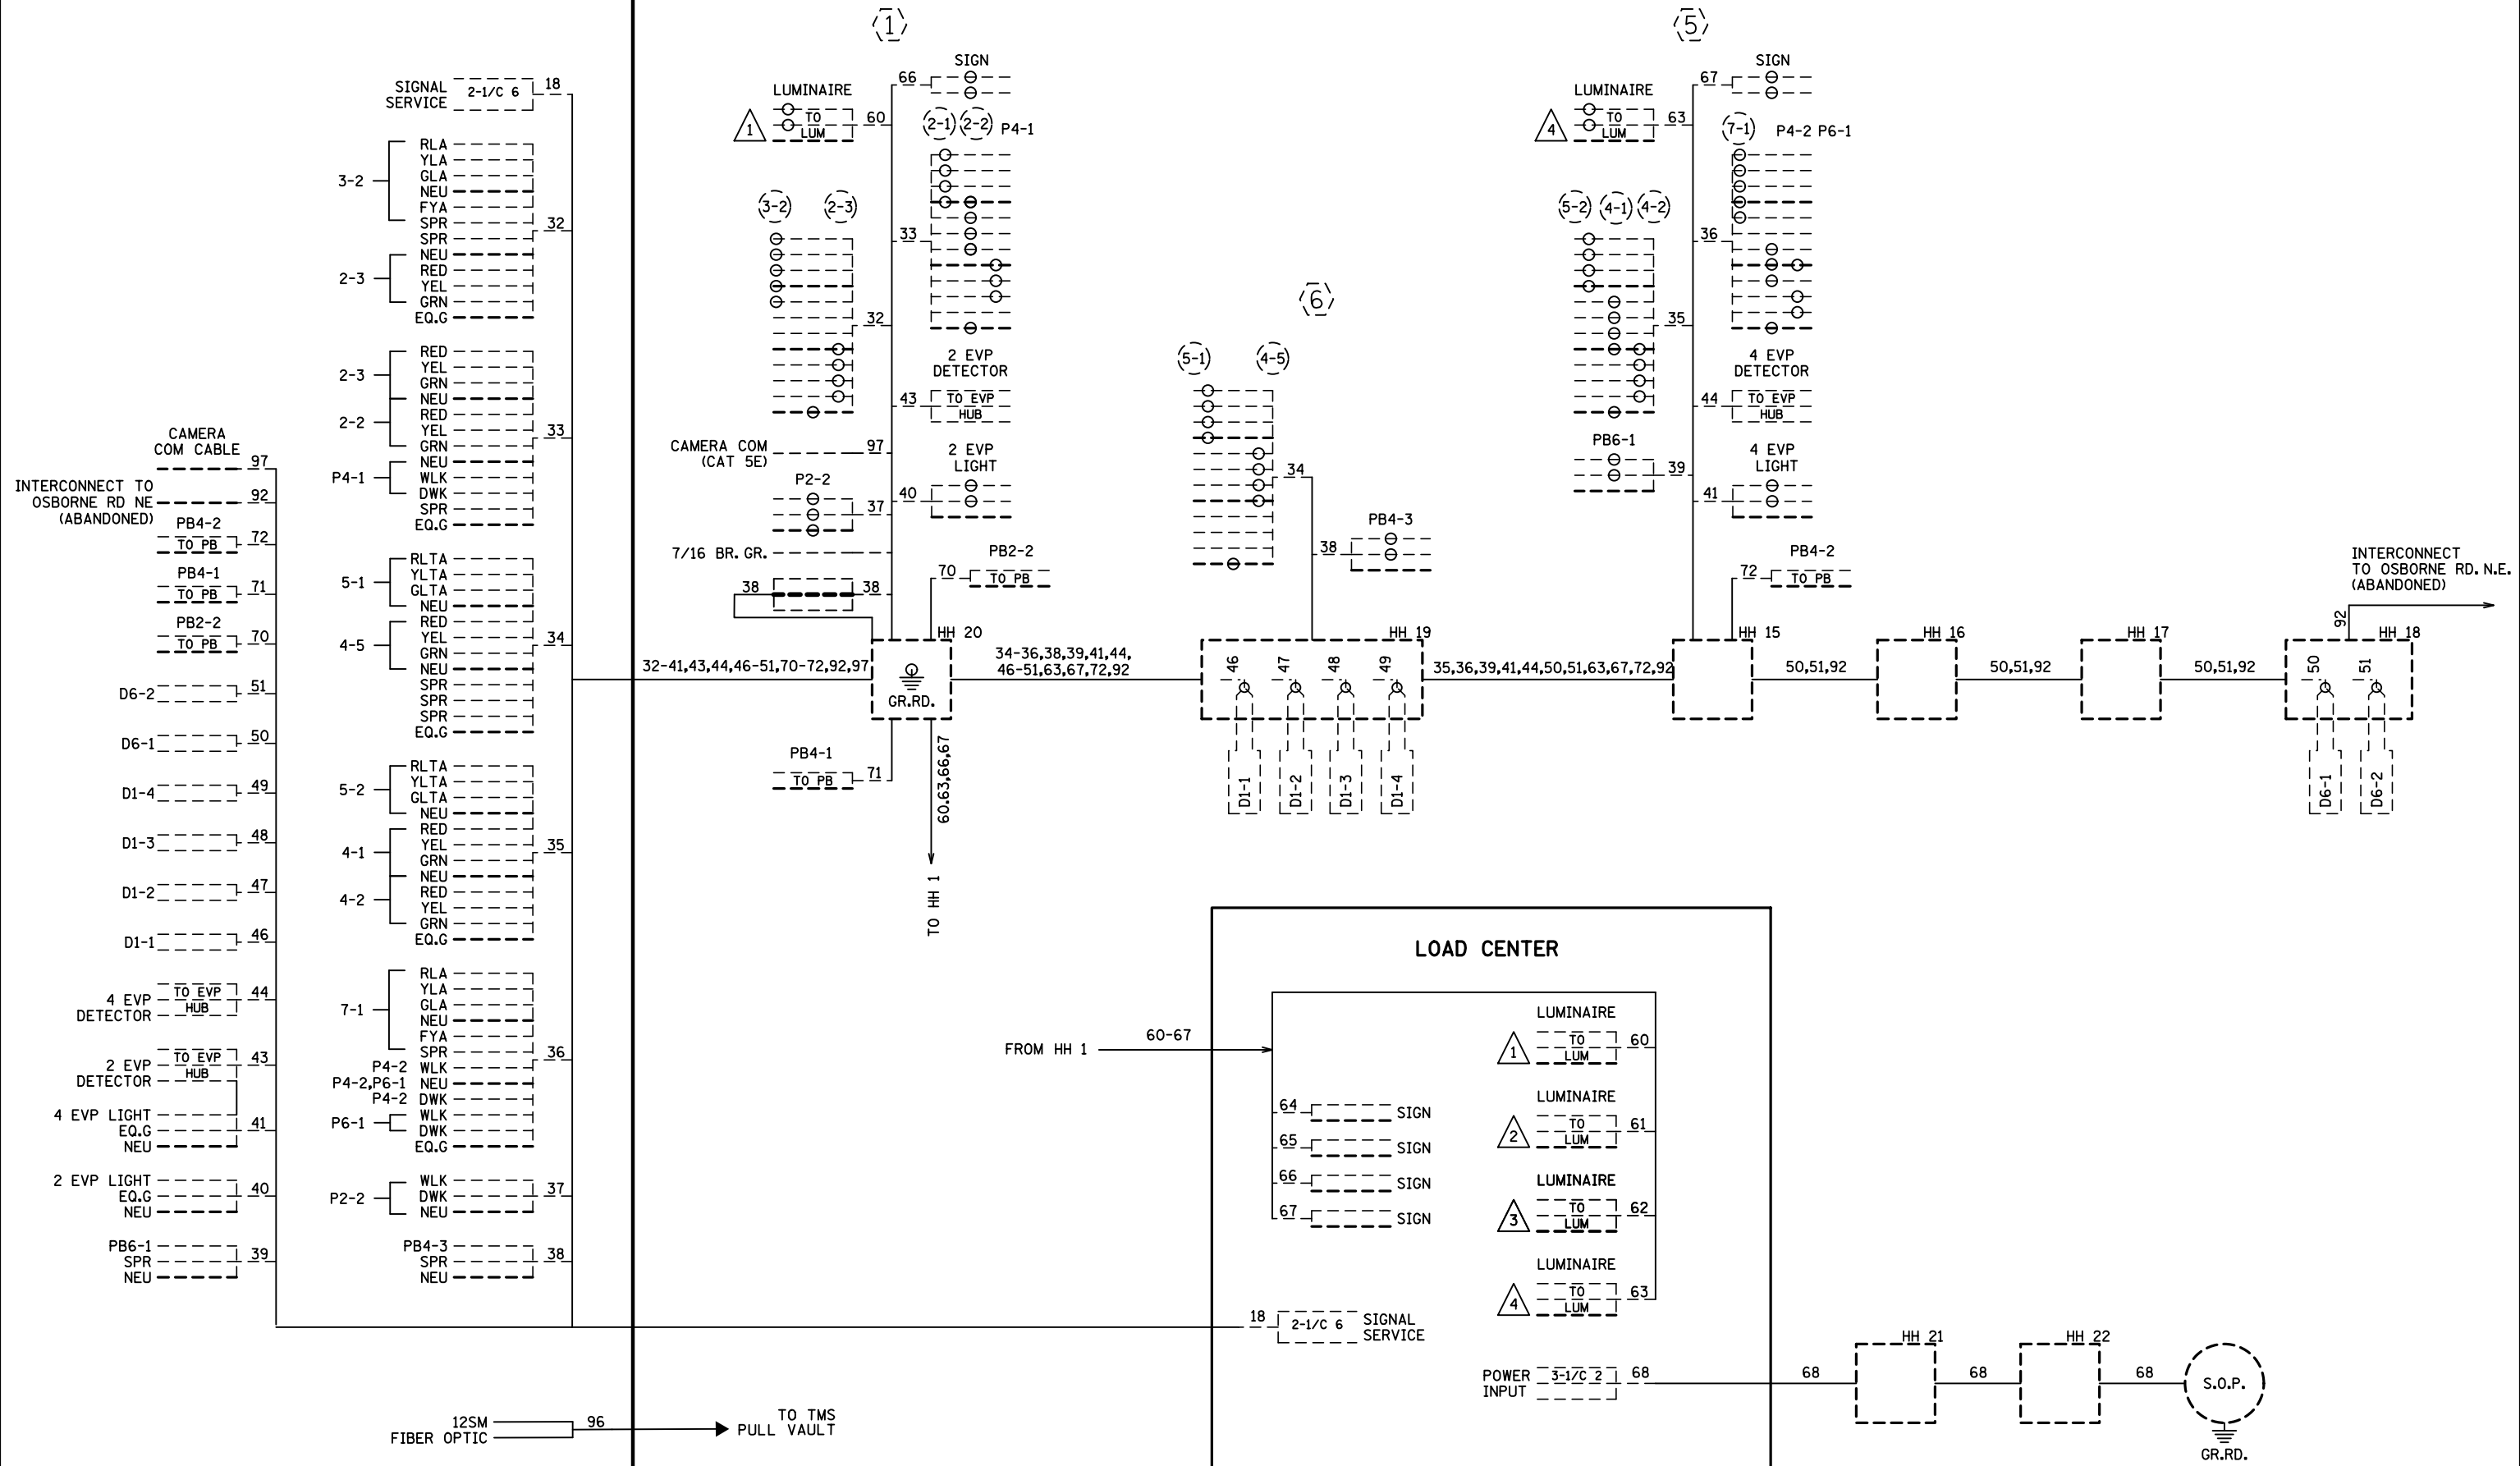 SIGNAL
SERVICE
2-1/C 6
18
3-2
RLA
YLA
GLA
NEU
FYA
SPR
SPR
32
2-3
NEU
RED
YEL
GRN
EQ.G
2-3
RED
YEL
GRN
NEU
2-2
RED
YEL
GRN
33
P4-1
NEU
WLK
DWK
SPR
EQ.G
5-1
RLTA
YLTA
GLTA
NEU
4-5
RED
YEL
GRN
NEU
34
SPR
SPR
SPR
EQ.G
5-2
RLTA
YLTA
GLTA
NEU
4-1
RED
YEL
GRN
NEU
35
4-2
RED
YEL
GRN
EQ.G
7-1
RLA
YLA
GLA
NEU
FYA
SPR
36
P4-2 WLK
P4-2,P6-1 NEU
P4-2 DWK
P6-1
WLK
DWK
EQ.G
P2-2
WLK
DWK
NEU
37
PB4-3
SPR
NEU
38
CAMERA
COM CABLE
97
INTERCONNECT TO
OSBORNE RD NE
(ABANDONED)
92
PB4-2
TO PB
72
PB4-1
TO PB
71
PB2-2
TO PB
70
D6-2
51
D6-1
50
D1-4
49
D1-3
48
D1-2
47
D1-1
46
4 EVP
DETECTOR
TO EVP
HUB
44
2 EVP
DETECTOR
TO EVP
HUB
43
4 EVP LIGHT
EQ.G
NEU
41
2 EVP LIGHT
EQ.G
NEU
40
PB6-1
SPR
NEU
39
12SM
FIBER OPTIC
96
TO TMS
PULL VAULT
1
LUMINAIRE
1
TO
LUM
60
66
SIGN
2-1
2-2
P4-1
33
3-2
2-3
32
2 EVP
DETECTOR
43
TO EVP
HUB
CAMERA COM
(CAT 5E)
97
2 EVP
LIGHT
40
P2-2
37
7/16 BR.GR.
38
38
PB2-2
70
TO PB
HH 20
GR.RD.
32-41,43,44,46-51,70-72,92,97
34-36,38,39,41,44,
46-51,63,67,72,92
PB4-1
TO PB
71
60.63,66,67
TO HH 1
6
5-1
4-5
34
PB4-3
38
HH 19
46
47
48
49
D1-1
D1-2
D1-3
D1-4
35,36,39,41,44,50,51,63,67,72,92
5
LUMINAIRE
4
TO
LUM
63
67
SIGN
7-1
P4-2 P6-1
36
5-2
4-1
4-2
35
4 EVP
DETECTOR
44
TO EVP
HUB
PB6-1
39
4 EVP
LIGHT
41
PB4-2
72
TO PB
HH 15
50,51,92
HH 16
50,51,92
HH 17
50,51,92
HH 18
50
51
D6-1
D6-2
92
INTERCONNECT
TO OSBORNE RD.N.E.
(ABANDONED)
LOAD CENTER
FROM HH 1
60-67
LUMINAIRE
1
TO
LUM
60
LUMINAIRE
2
TO
LUM
61
LUMINAIRE
3
TO
LUM
62
LUMINAIRE
4
TO
LUM
63
64
SIGN
65
SIGN
66
SIGN
67
SIGN
18
2-1/C 6
SIGNAL
SERVICE
POWER
INPUT
3-1/C 2
68
68
HH 21
68
HH 22
68
S.O.P.
GR.RD.